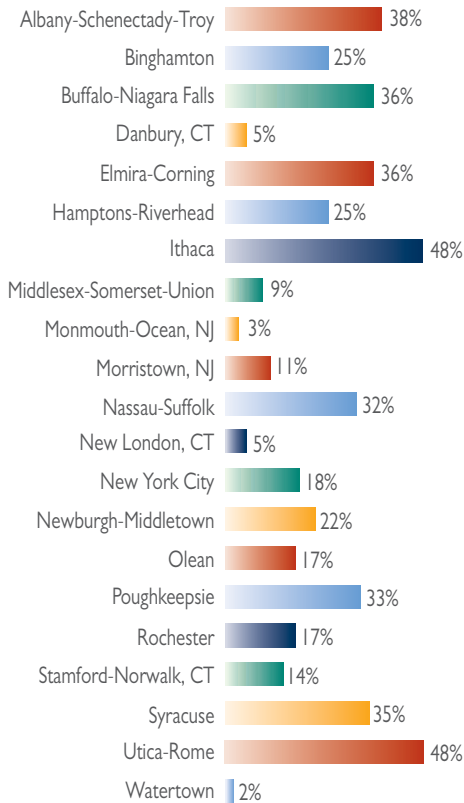 Albany-Schenectady-Troy 38%
Binghamton 25%
Buffalo-Niagara Falls 36%
Danbury, CT 5%
Elmira-Corning 36%
Hamptons-Riverhead 25%
Ithaca 48%
Middlesex-Somerset-Union 9%
Monmouth-Ocean, NJ 3%
Morristown, NJ 11%
Nassau-Suffolk 32%
New London, CT 5%
New York City 18%
Newburgh-Middletown 22%
Olean 17%
Poughkeepsie 33%
Rochester 17%
Stamford-Norwalk, CT 14%
Syracuse 35%
Utica-Rome 48%
Watertown 2%